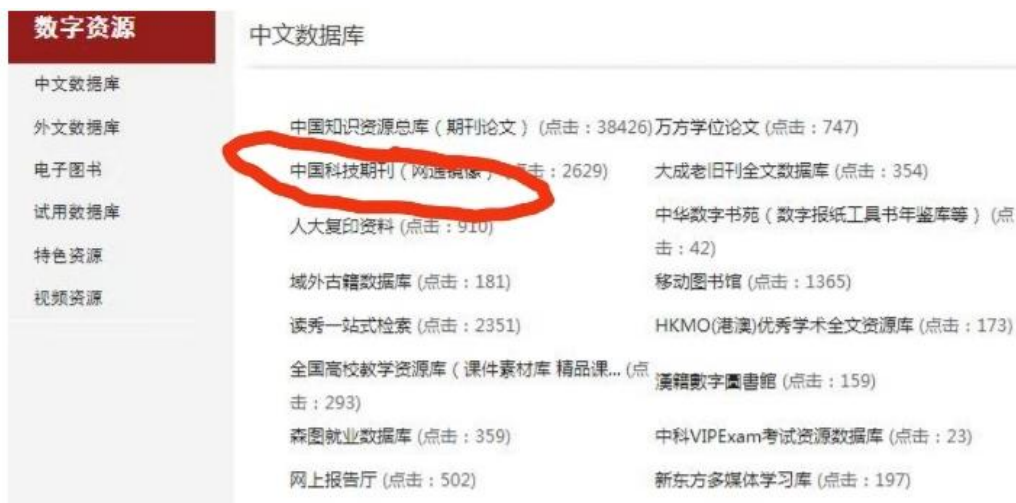 数字资源
中文数据库
外文数据库
电子图书
试用数据库
特色资源
视频资源
中文数据库
中国知识资源总库（期刊论文）(点击：38426)
万方学位论文 (点击：747)
中国科技期刊（网通镜像）(点击：2629)
大成老旧刊全文数据库 (点击：354)
人大复印资料 (点击：910)
中华数字书苑（数字报纸工具书年鉴库等）(点
击：42)
域外古籍数据库 (点击：181)
移动图书馆 (点击：1365)
读秀一站式检索 (点击：2351)
HKMO(港澳)优秀学术全文资源库 (点击：173)
全国高校教学资源库（课件素材库 精品课... (点
击：293)
漢籍數字圖書館 (点击：159)
森图就业数据库 (点击：359)
中科VIPExam考试资源数据库 (点击：23)
网上报告厅 (点击：502)
新东方多媒体学习库 (点击：197)